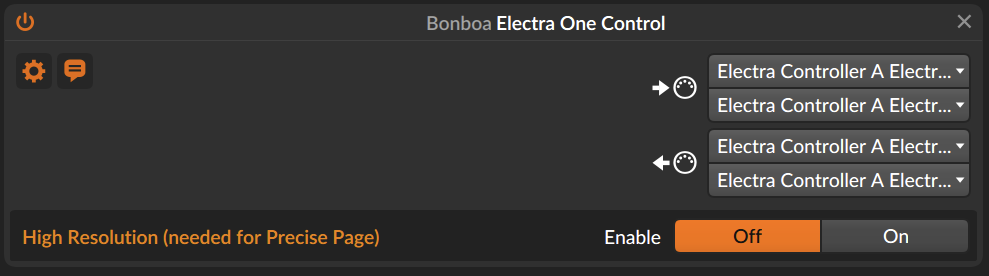 Bonboa Electra One Control
Electra Controller A Electr...
Electra Controller A Electr...
Electra Controller A Electr...
Electra Controller A Electr...
High Resolution (needed for Precise Page) Enable Off On